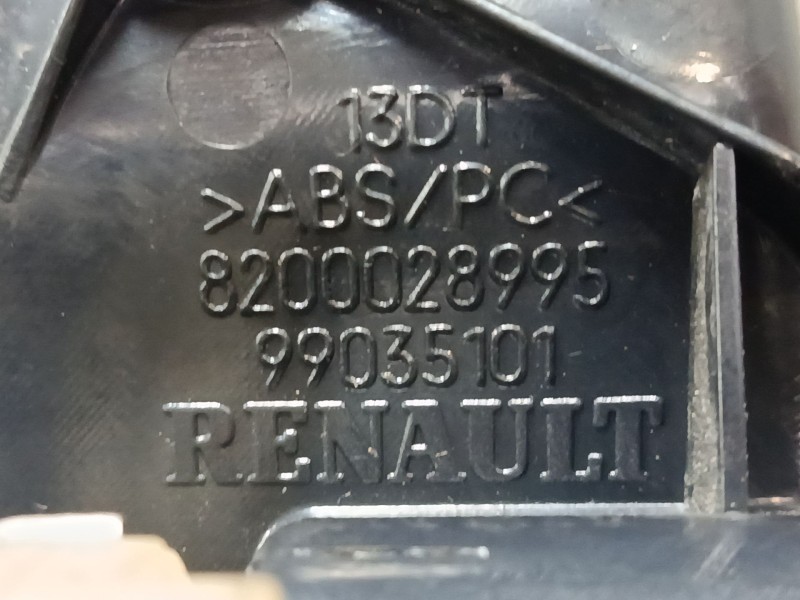 13DT
>ABS/PC<
8200028995
99035101
RENAULT